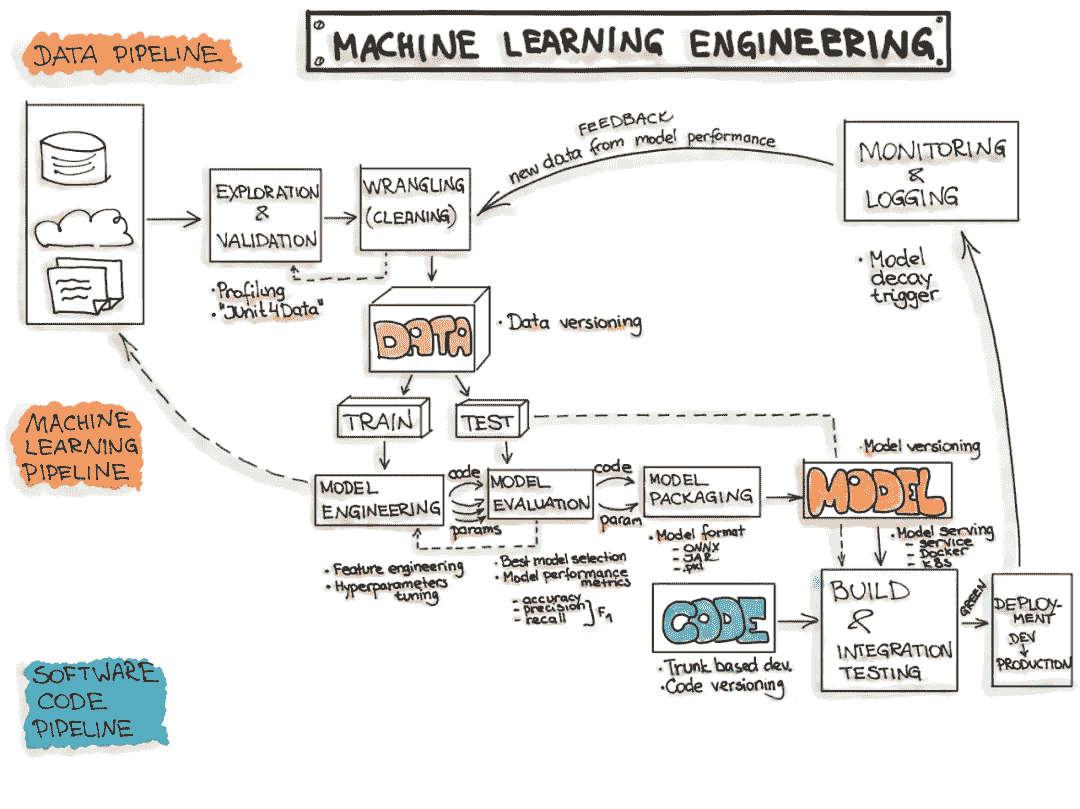 MACHINE LEARNING ENGINEERING
DATA PIPELINE
FEEDBACK
new data from model performance
MONITORING
&
LOGGING
• Model
decay
trigger
EXPLORATION
&
VALIDATION
• Profiling
• "JUnit4Data"
WRANGLING
(CLEANING)
DATA
• Data versioning
TRAIN
TEST
MACHINE
LEARNING
PIPELINE
MODEL
ENGINEERING
• Feature engineering
• Hyperparameters
tuning
code
params
MODEL
EVALUATION
• Best model selection
• Model performance
metrics
- accuracy
- precision
- recall
F1
code
param
MODEL
PACKAGING
• Model format
- ONNX
- JAR
- .pkl
• Model versioning
MODEL
• Model serving
- service
- Docker
- K8s
CODE
• Trunk based dev.
• Code versioning
BUILD
&
INTEGRATION
TESTING
GREEN
DEPLOY-
MENT
DEV
PRODUCTION
SOFTWARE
CODE
PIPELINE